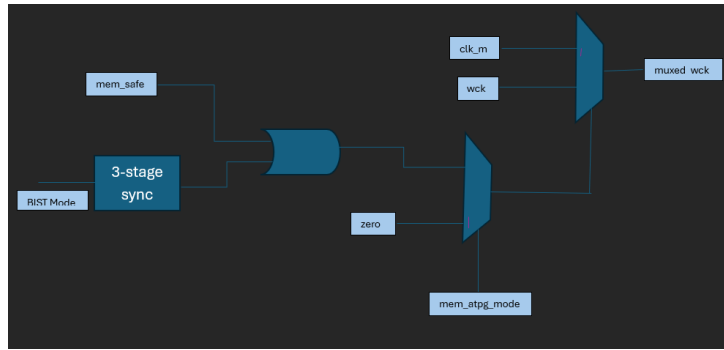 clk_m
muxed wck
mem_safe
wck
3-stage
sync
BIST Mode
zero
mem_atpg_mode